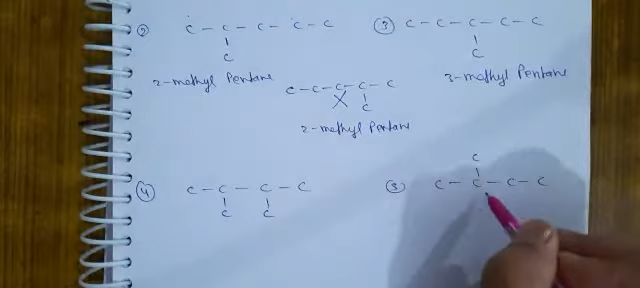 ② C – C – C – C – C
C
2-methyl Pentane
③ C – C – C – C – C
C
3-methyl Pentane
C – C – C – C – C
C
2-methyl Pentane
④ C – C – C – C
C C
C
⑤ C – C – C – C